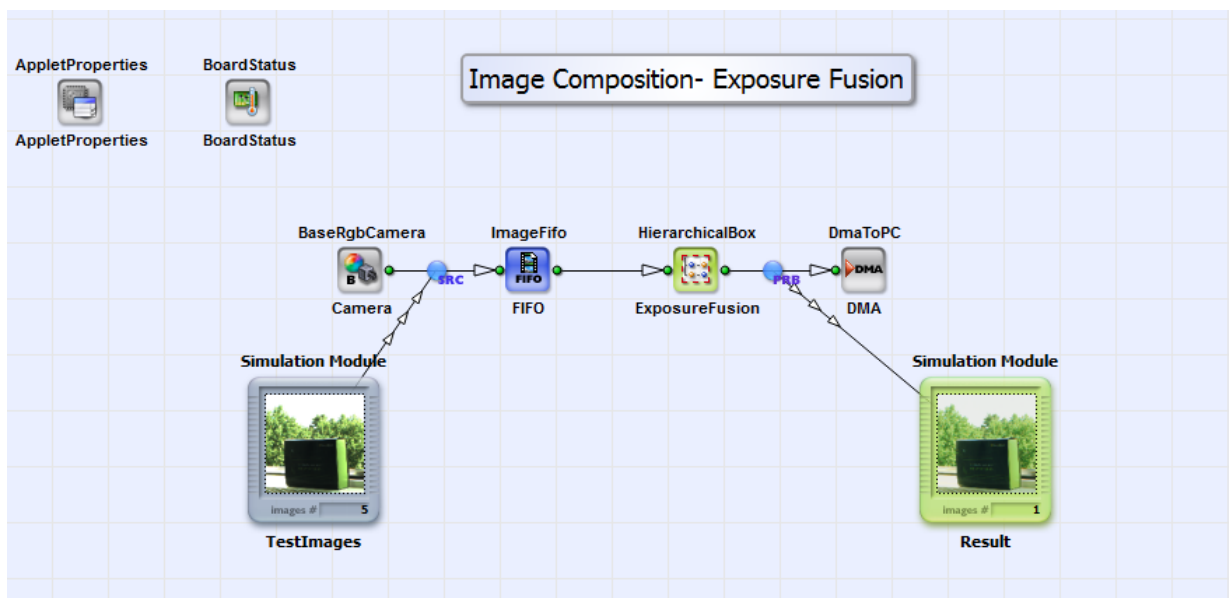 Image Composition- Exposure Fusion
AppletProperties BoardStatus
AppletProperties BoardStatus
BaseRgbCamera ImageFifo HierarchicalBox DmaToPC
B FIFO DMA
SRC PRB
Camera FIFO ExposureFusion DMA
Simulation Module Simulation Module
images # 5 images # 1
TestImages Result